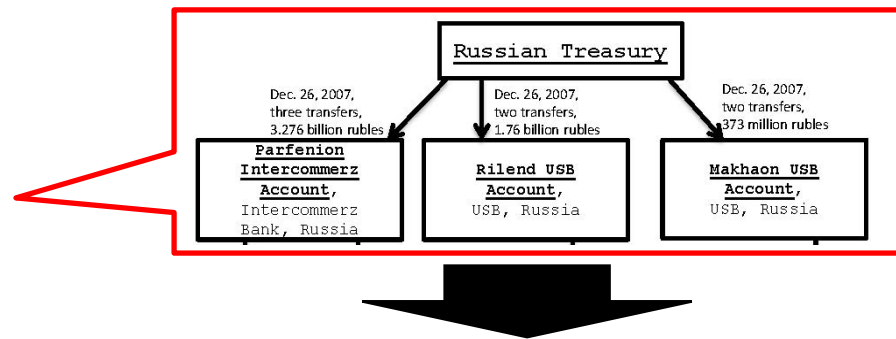 Russian Treasury
Dec. 26, 2007,
three transfers,
3.276 billion rubles
Dec. 26, 2007,
two transfers,
1.76 billion rubles
Dec. 26, 2007,
two transfers,
373 million rubles
Parfenion
Intercommerz
Account,
Intercommerz
Bank, Russia
Rilend USB
Account,
USB, Russia
Makhaon USB
Account,
USB, Russia